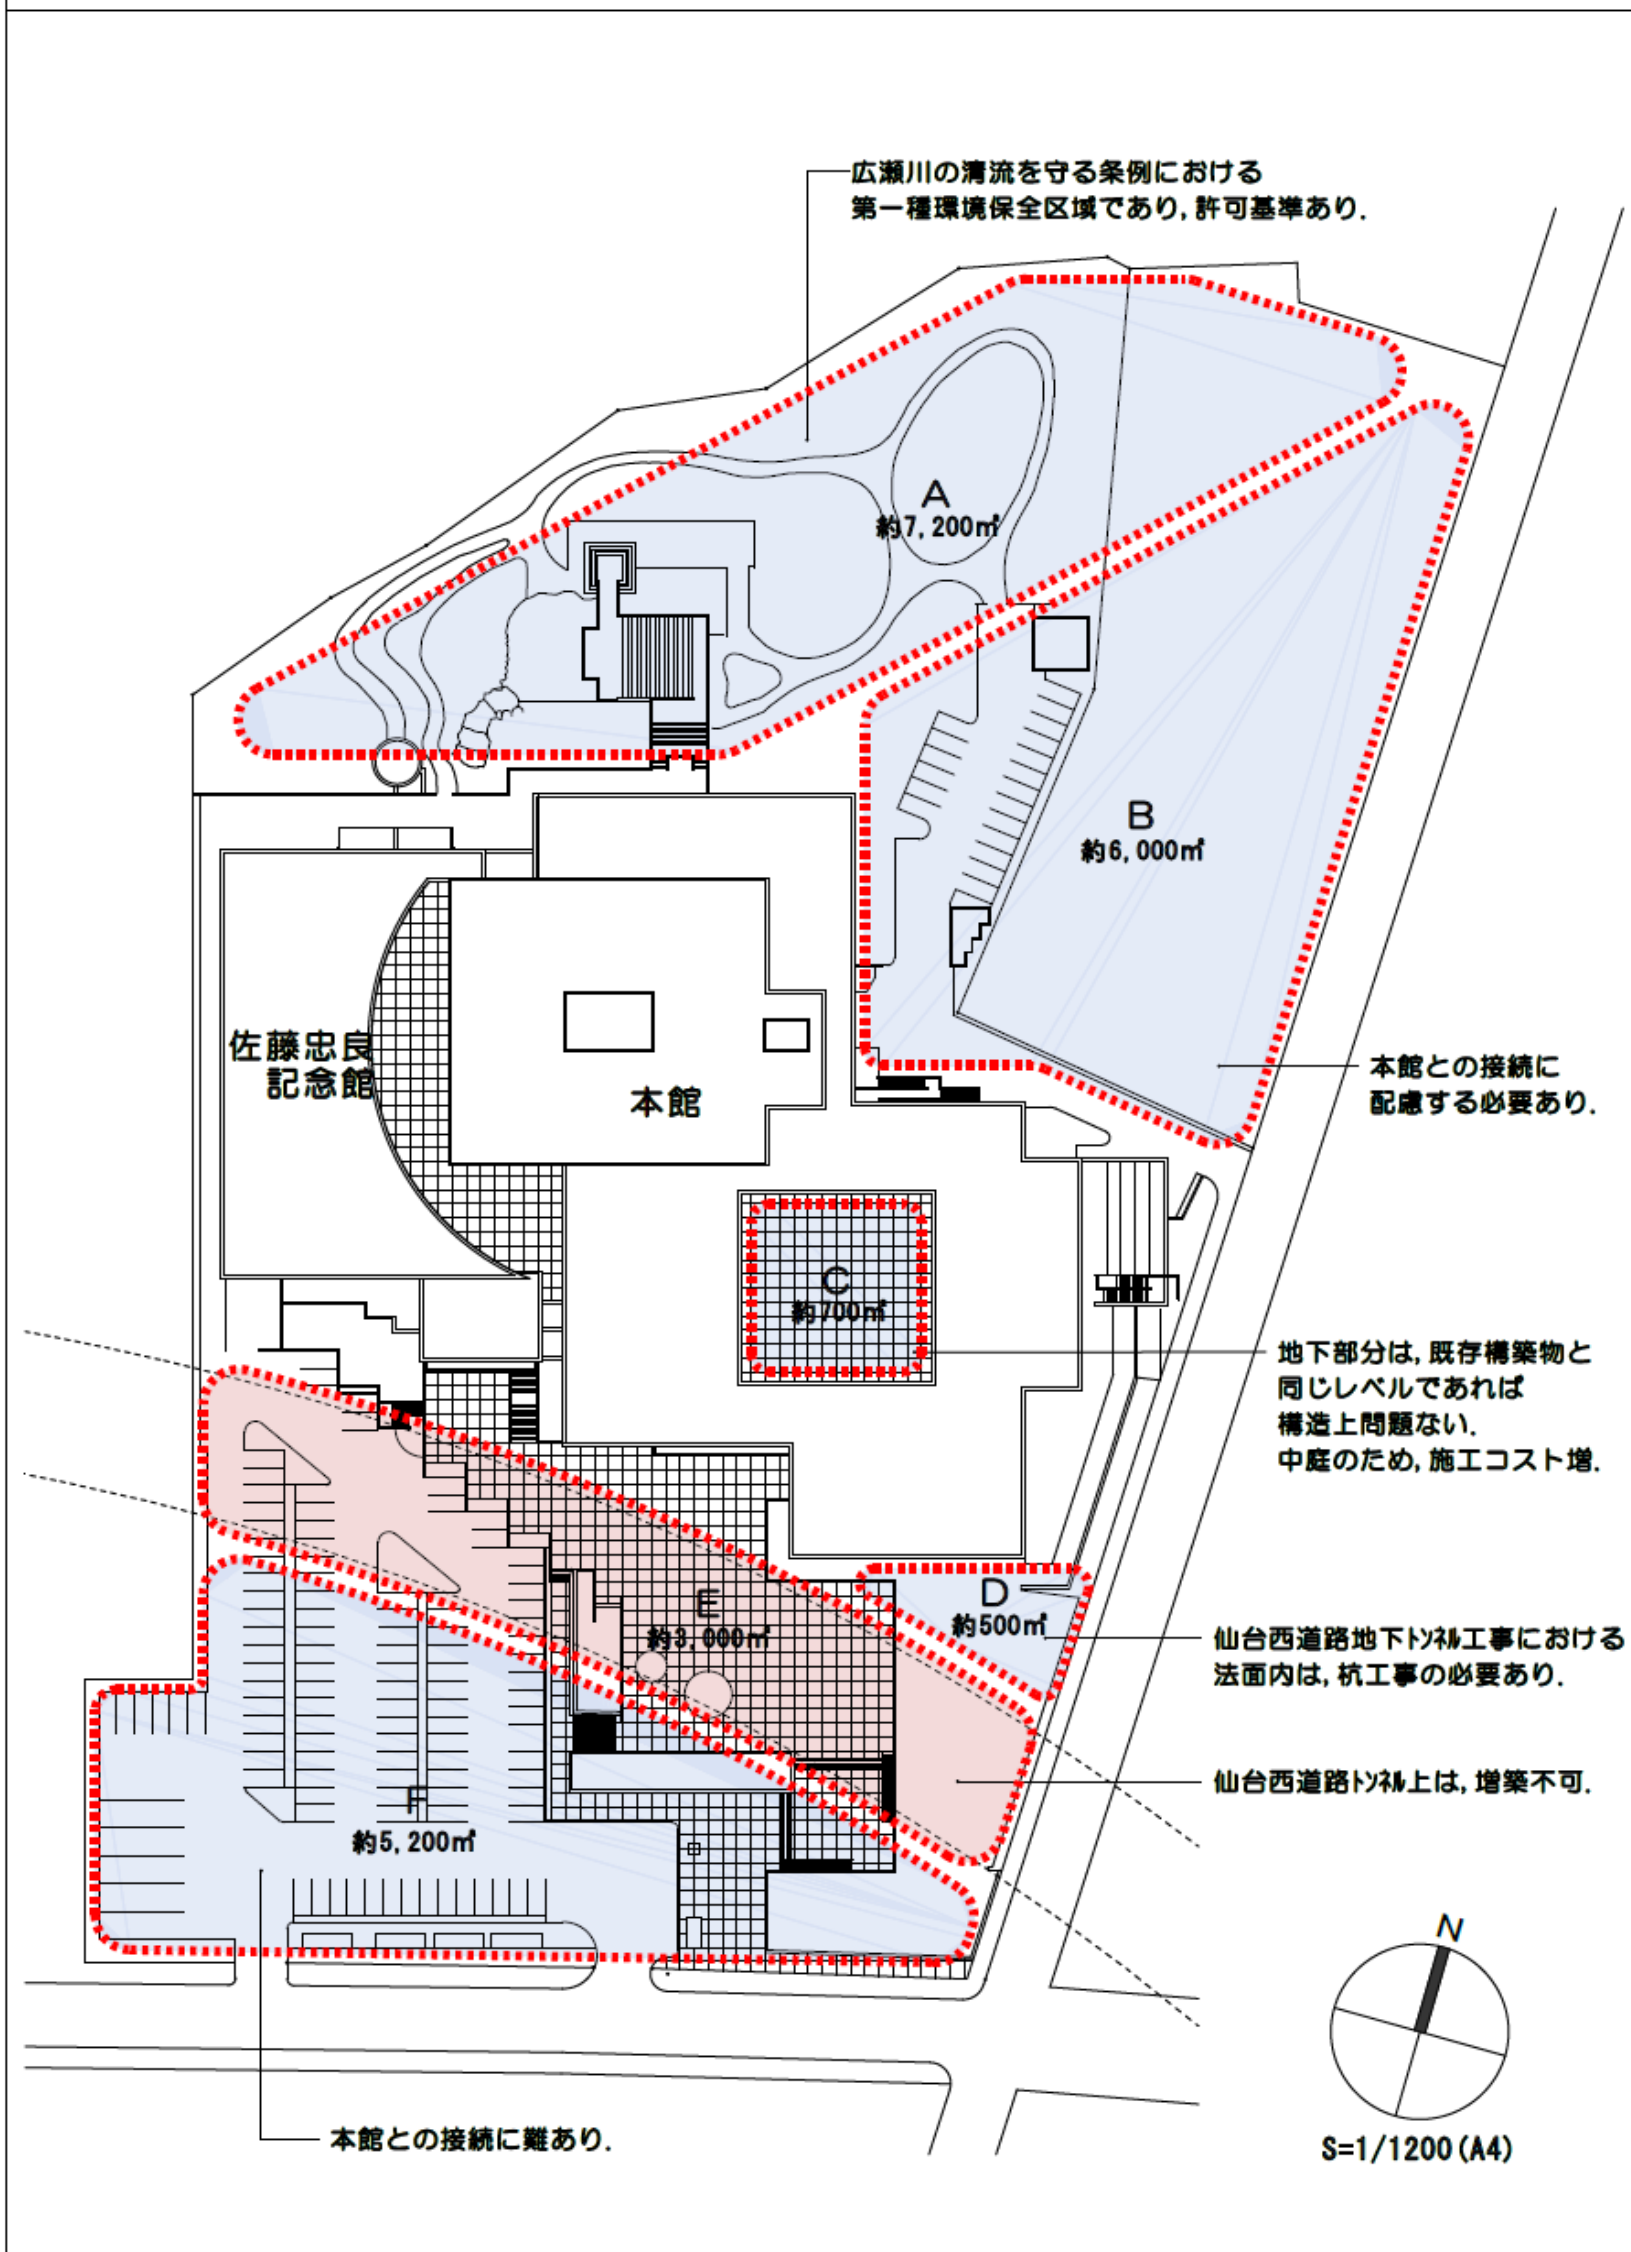 広瀬川の清流を守る条例における
第一種環境保全区域であり,許可基準あり.
A
約7,200㎡
B
約6,000㎡
佐藤忠良
記念館
本館
本館との接続に
配慮する必要あり.
C
約700㎡
地下部分は,既存構築物と
同じレベルであれば
構造上問題ない.
中庭のため,施工コスト増.
D
約500㎡
E
約3,000㎡
仙台西道路地下トンネル工事における
法面内は,杭工事の必要あり.
仙台西道路トンネル上は,増築不可.
F
約5,200㎡
N
本館との接続に難あり.
S=1/1200(A4)